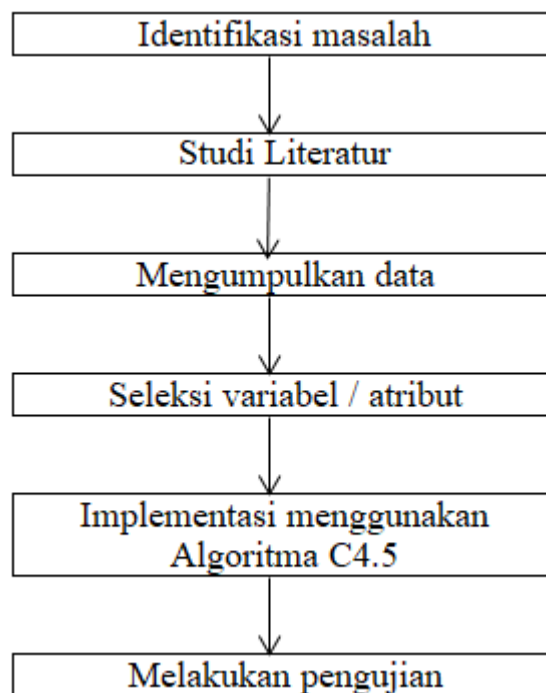 Identifikasi masalah
Studi Literatur
Mengumpulkan data
Seleksi variabel / atribut
Implementasi menggunakan
Algoritma C4.5
Melakukan pengujian